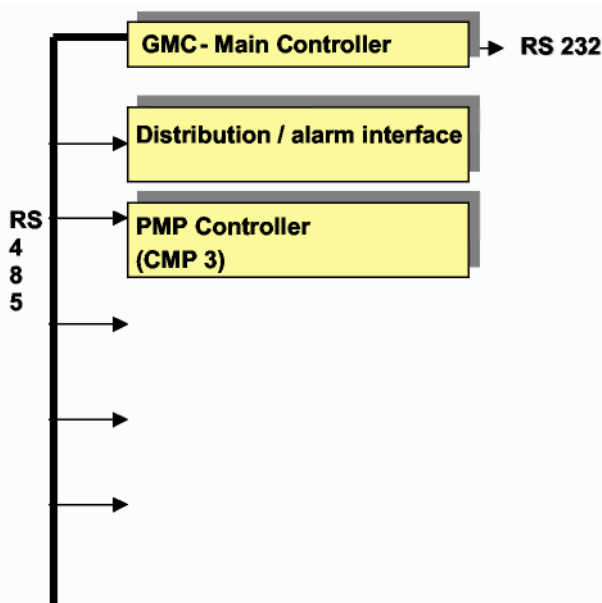 GMC - Main Controller
RS 232
Distribution / alarm interface
PMP Controller
(CMP 3)
RS
4
8
5